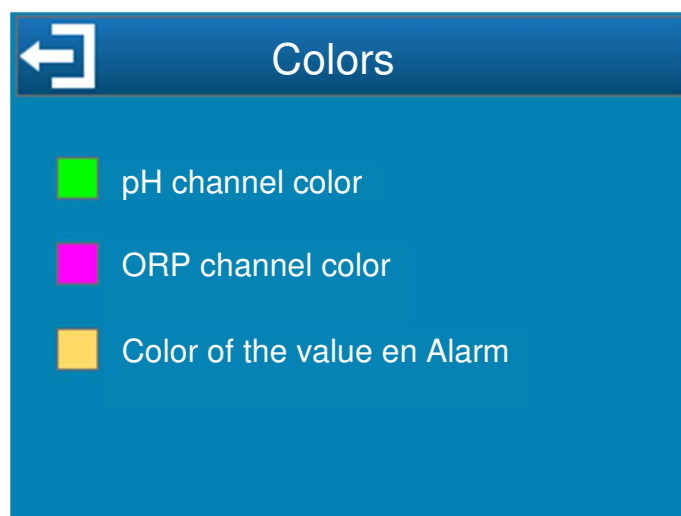 Colors
pH channel color
ORP channel color
Color of the value en Alarm